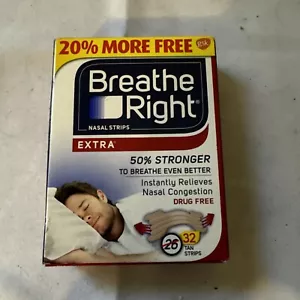 20% MORE FREE
gsk
Breathe
Right®
NASAL STRIPS
EXTRA
50% STRONGER
TO BREATHE EVEN BETTER
Instantly Relieves
Nasal Congestion
DRUG FREE
26 32
TAN
STRIPS